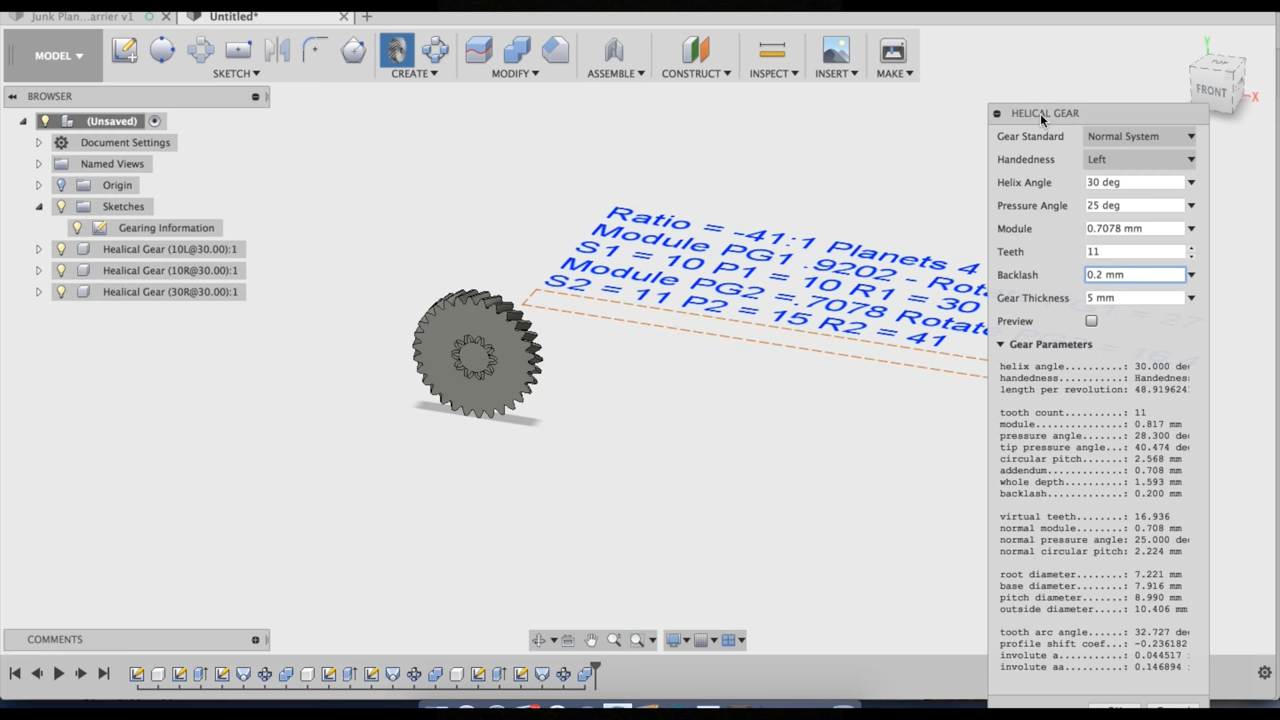 Junk Plan...arrier v1
Untitled*
MODEL
SKETCH
CREATE
MODIFY
ASSEMBLE
CONSTRUCT
INSPECT
INSERT
MAKE
TOP
FRONT
Y
X
BROWSER
(Unsaved)
Document Settings
Named Views
Origin
Sketches
Gearing Information
Healical Gear (10L@30.00):1
Healical Gear (10R@30.00):1
Healical Gear (30R@30.00):1
Ratio = -41:1 Planets 4
Module PG1 .9202 - Rot
S1 = 10 P1 = 10 R1 = 30
Module PG2 =.7078 Rotate
S2 = 11 P2 = 15 R2 = 41
HELICAL GEAR
Gear Standard Normal System
Handedness Left
Helix Angle 30 deg
Pressure Angle 25 deg
Module 0.7078 mm
Teeth 11
Backlash 0.2 mm
Gear Thickness 5 mm
Preview
Gear Parameters
helix angle..........: 30.000 de
handedness...........: Handednes
length per revolution: 48.919624
tooth count..........: 11
module...............: 0.817 mm
pressure angle.......: 28.300 de
tip pressure angle...: 40.474 de
circular pitch.......: 2.568 mm
addendum.............: 0.708 mm
whole depth..........: 1.593 mm
backlash.............: 0.200 mm
virtual teeth........: 16.936
normal module........: 0.708 mm
normal pressure angle: 25.000 de
normal circular pitch: 2.224 mm
root diameter........: 7.221 mm
base diameter........: 7.916 mm
pitch diameter.......: 8.990 mm
outside diameter.....: 10.406 mm
tooth arc angle......: 32.727 de
profile shift coef...: -0.236182
involute a...........: 0.044517
involute aa..........: 0.146894
COMMENTS